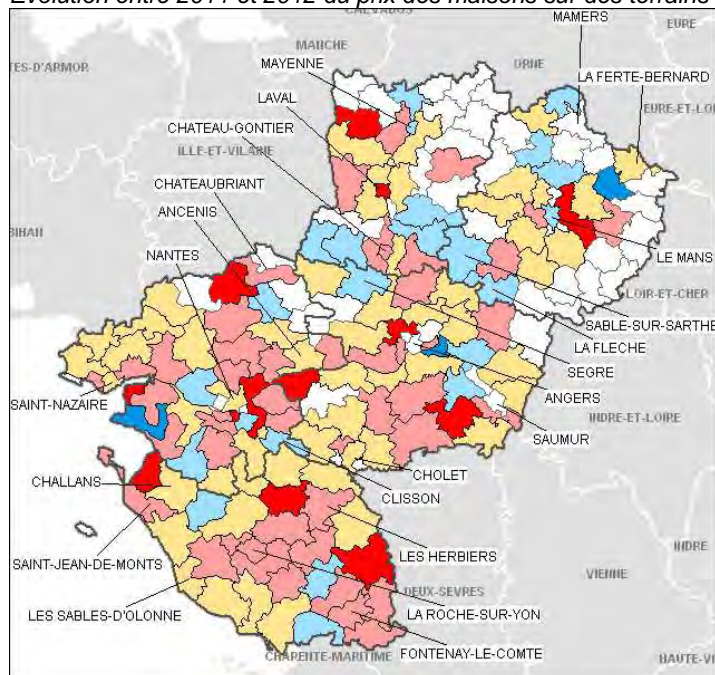 Evolution entre 2011 et 2012 du prix des maisons sur des terrains
CALVADOS
MAMERS
EURE
MANCHE
ORNE
TES-D'ARMOR
MAYENNE
LA FERTE-BERNARD
LAVAL
EURE-ET-LOI
CHATEAU-GONTIER
ILLE-ET-VILAINE
CHATEAUBRIANT
ANCENIS
BIHAN
NANTES
LE MANS
LOIR-ET-CHER
SABLE-SUR-SARTHE
LA FLECHE
SEGRE
ANGERS
SAINT-NAZAIRE
INDRE-ET-LOIRE
SAUMUR
CHOLET
CHALLANS
CLISSON
INDRE
LES HERBIERS
SAINT-JEAN-DE-MONTS
VIENNE
DEUX-SEVRES
LES SABLES-D'OLONNE
LA ROCHE-SUR-YON
FONTENAY-LE-COMTE
CHARENTE-MARITIME
HAUTE-VI